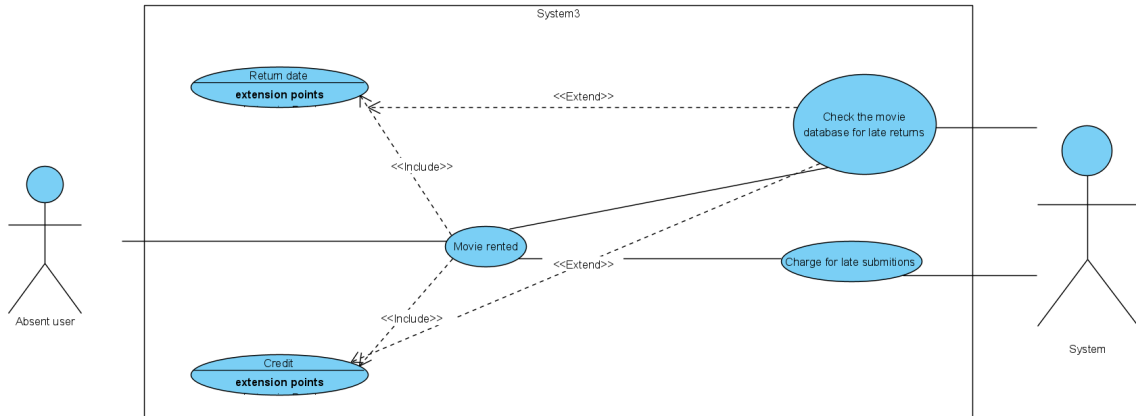 System3
Return date
extension points
<<Extend>>
Check the movie
database for late returns
<<Include>>
Movie rented
<<Extend>>
Charge for late submitions
<<Include>>
Absent user
System
Credit
extension points